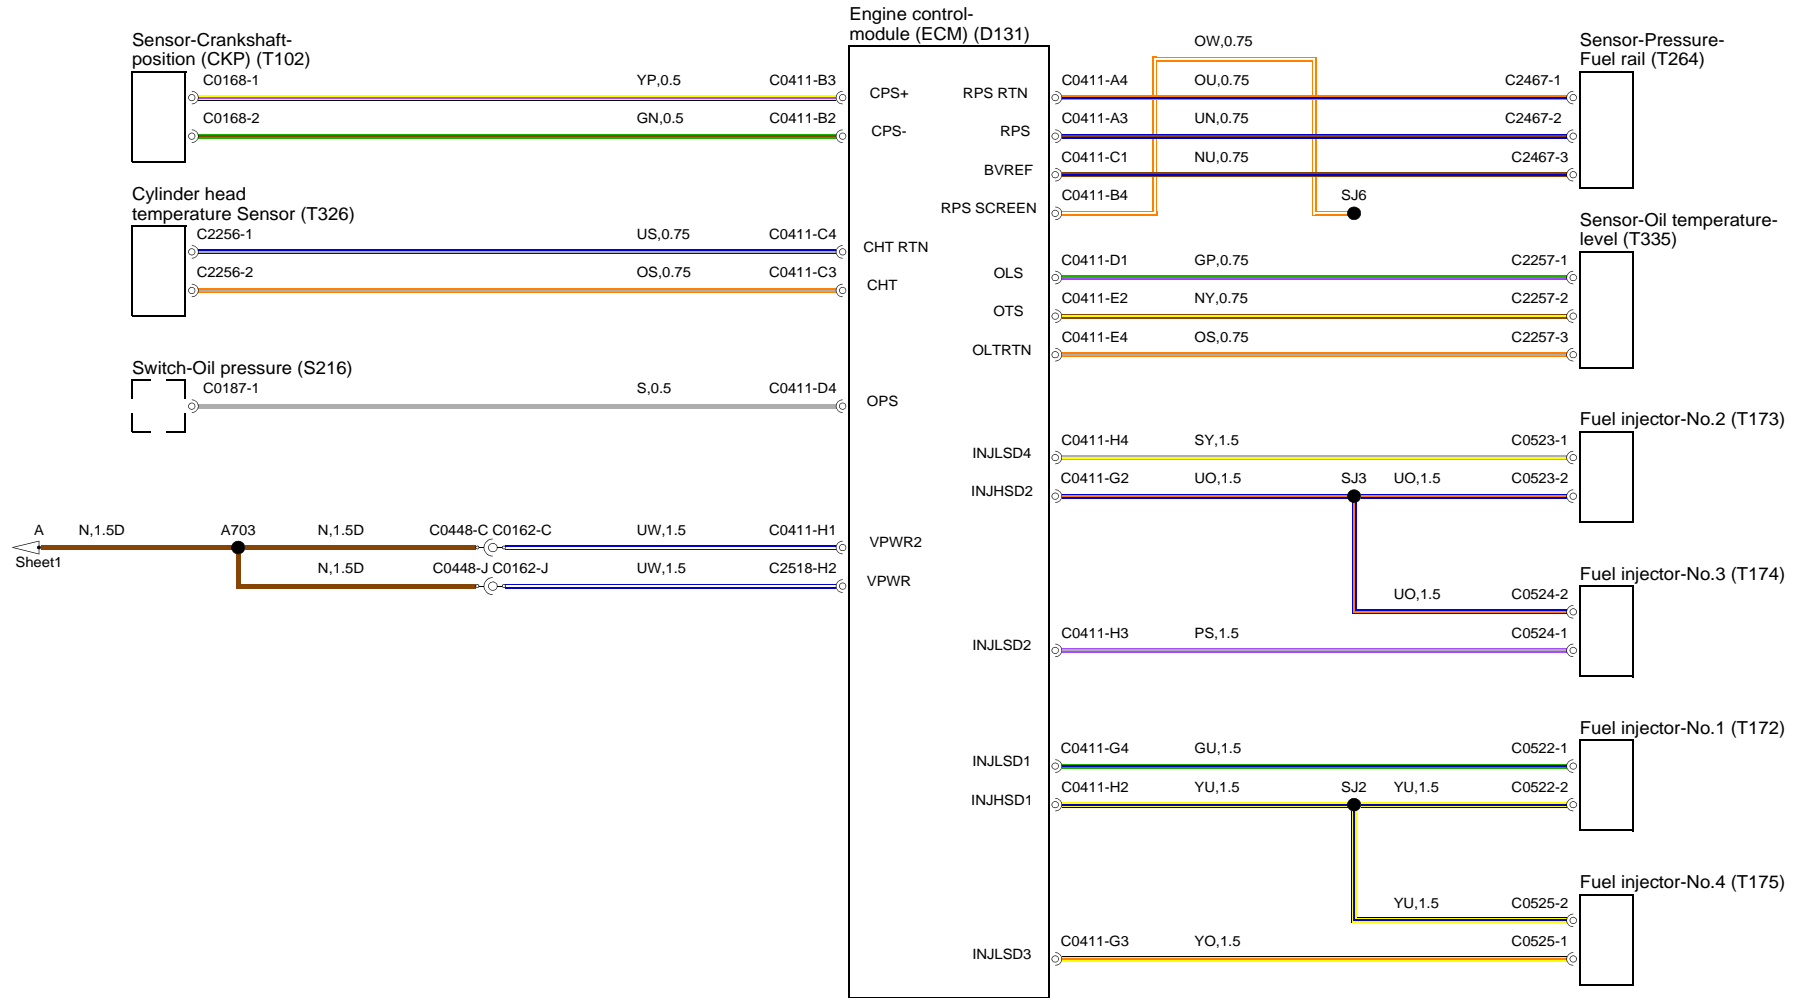 Engine control-
module (ECM) (D131)
Sensor-Crankshaft-
position (CKP) (T102)
C0168-1 YP,0.5 C0411-B3 CPS+
C0168-2 GN,0.5 C0411-B2 CPS-
Cylinder head
temperature Sensor (T326)
C2256-1 US,0.75 C0411-C4 CHT RTN
C2256-2 OS,0.75 C0411-C3 CHT
Switch-Oil pressure (S216)
C0187-1 S,0.5 C0411-D4 OPS
A N,1.5D A703 N,1.5D C0448-C C0162-C UW,1.5 C0411-H1 VPWR2
Sheet1
N,1.5D C0448-J C0162-J UW,1.5 C2518-H2 VPWR
OW,0.75
Sensor-Pressure-
Fuel rail (T264)
RPS RTN C0411-A4 OU,0.75 C2467-1
RPS C0411-A3 UN,0.75 C2467-2
BVREF C0411-C1 NU,0.75 C2467-3
RPS SCREEN C0411-B4 SJ6
Sensor-Oil temperature-
level (T335)
OLS C0411-D1 GP,0.75 C2257-1
OTS C0411-E2 NY,0.75 C2257-2
OLTRTN C0411-E4 OS,0.75 C2257-3
Fuel injector-No.2 (T173)
INJLSD4 C0411-H4 SY,1.5 C0523-1
INJHSD2 C0411-G2 UO,1.5 SJ3 UO,1.5 C0523-2
Fuel injector-No.3 (T174)
UO,1.5 C0524-2
INJLSD2 C0411-H3 PS,1.5 C0524-1
Fuel injector-No.1 (T172)
INJLSD1 C0411-G4 GU,1.5 C0522-1
INJHSD1 C0411-H2 YU,1.5 SJ2 YU,1.5 C0522-2
Fuel injector-No.4 (T175)
YU,1.5 C0525-2
INJLSD3 C0411-G3 YO,1.5 C0525-1